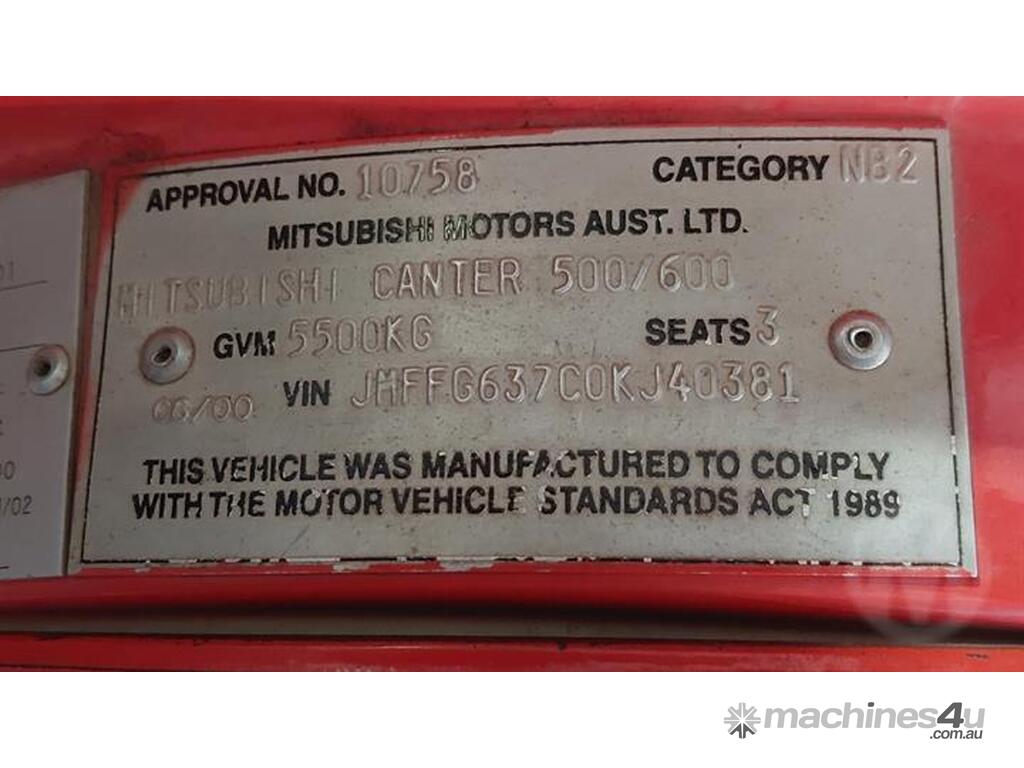 APPROVAL NO. 10758 CATEGORY NB2
MITSUBISHI MOTORS AUST. LTD.
MITSUBISHI CANTER 500/600
GVM 5500KG SEATS 3
06/00 VIN JMFFG637C0KJ40381
THIS VEHICLE WAS MANUFACTURED TO COMPLY
WITH THE MOTOR VEHICLE STANDARDS ACT 1989
/02
machines4u
.com.au